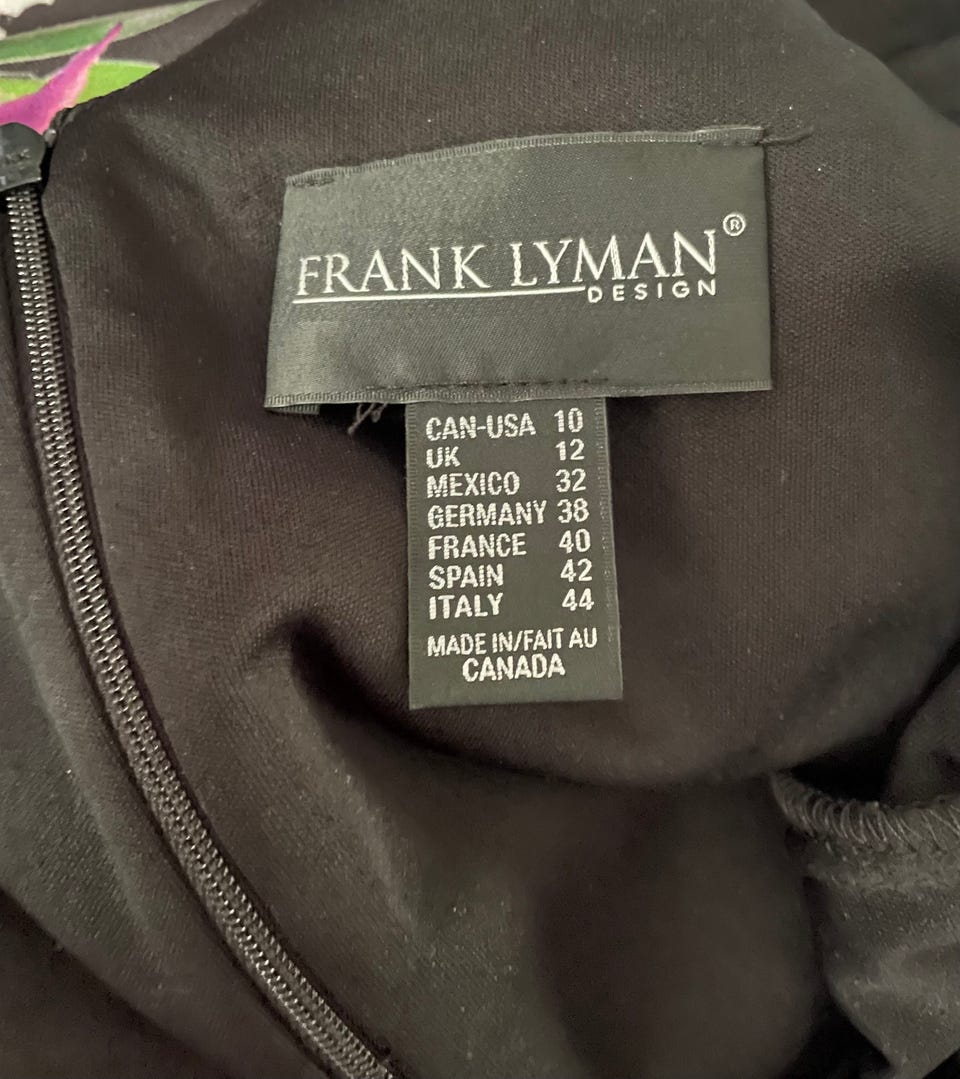 FRANK LYMAN®
DESIGN
CAN-USA 10
UK 12
MEXICO 32
GERMANY 38
FRANCE 40
SPAIN 42
ITALY 44
MADE IN/FAIT AU
CANADA